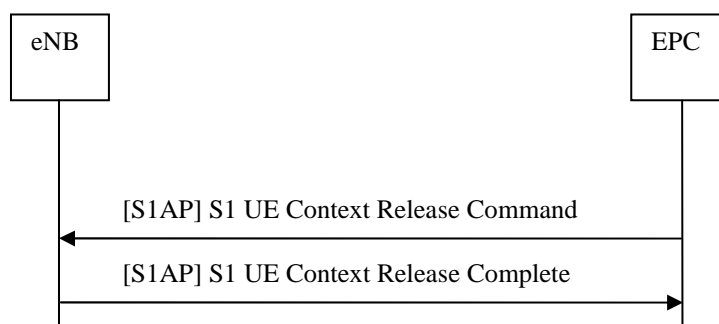 eNB
EPC
[S1AP] S1 UE Context Release Command
[S1AP] S1 UE Context Release Complete